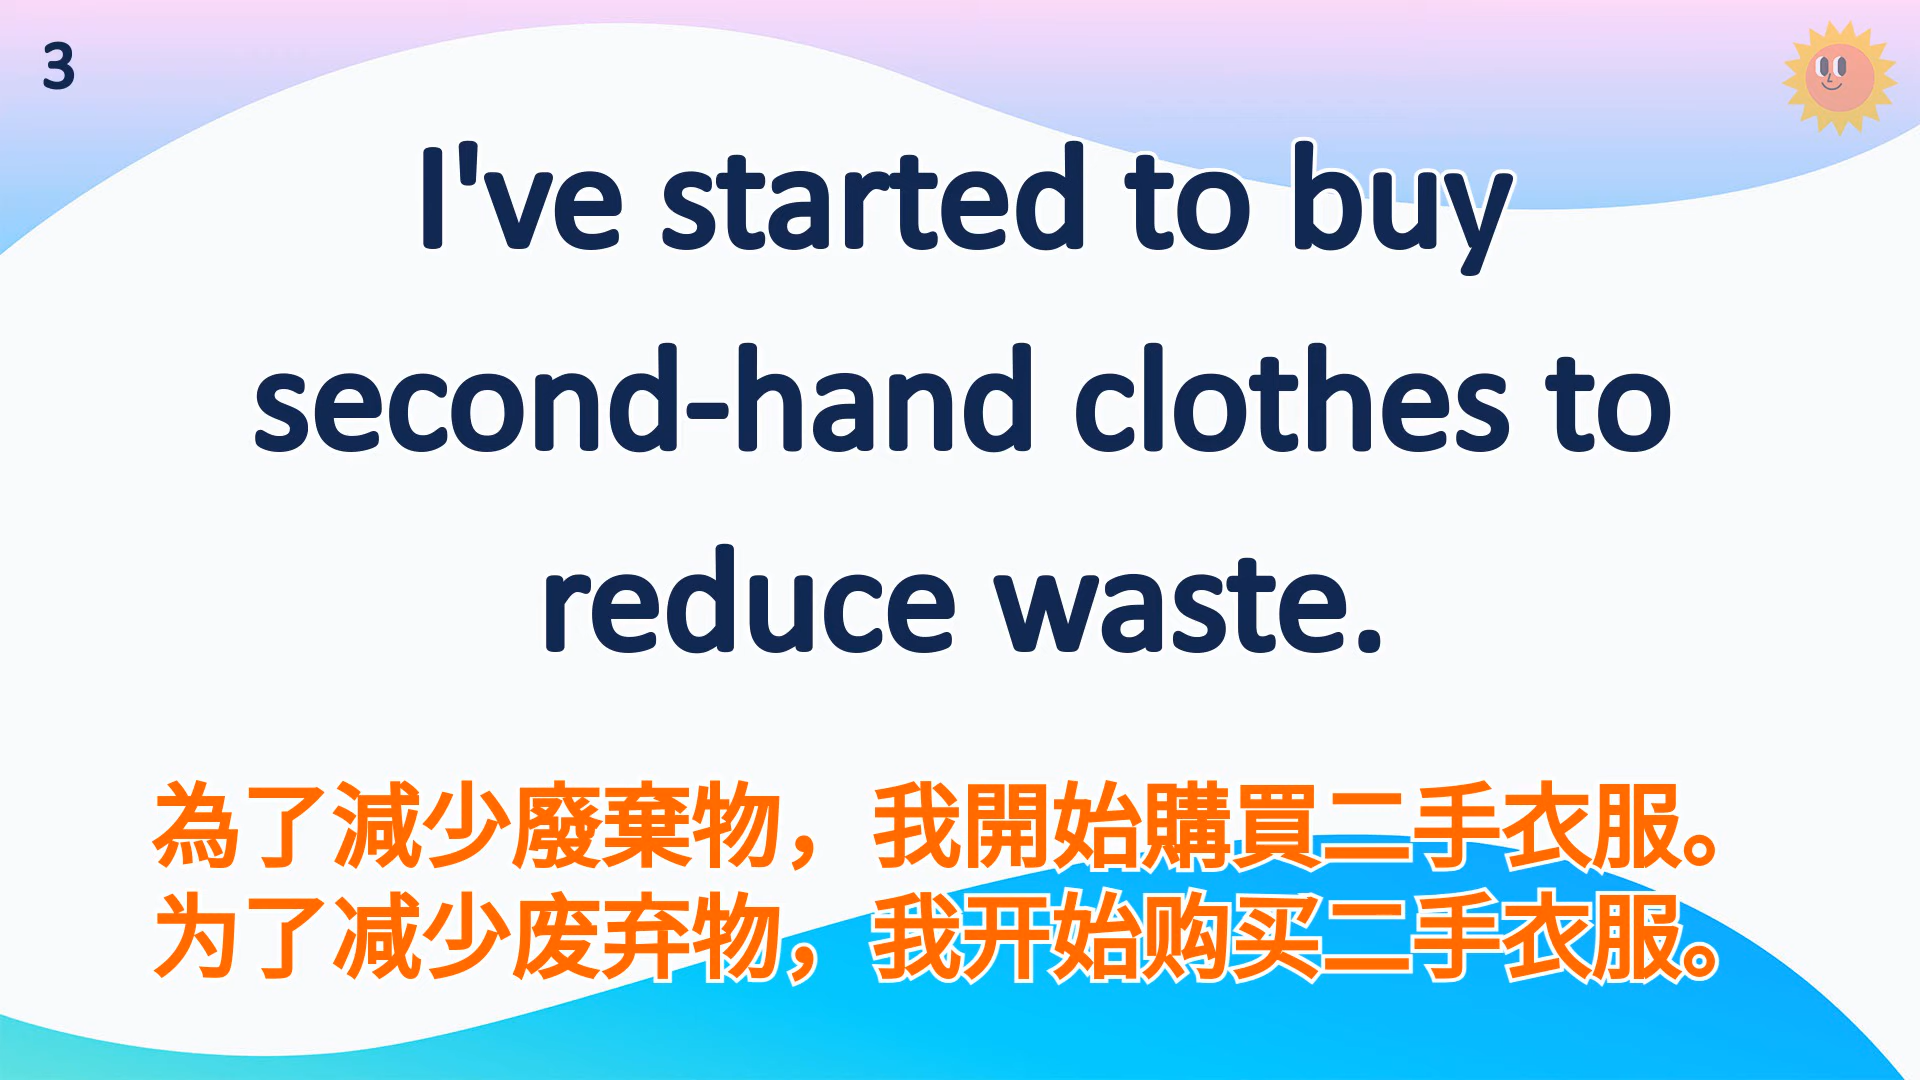 3
I've started to buy
second-hand clothes to
reduce waste.
為了減少廢棄物，我開始購買二手衣服。
为了减少废弃物，我开始购买二手衣服。